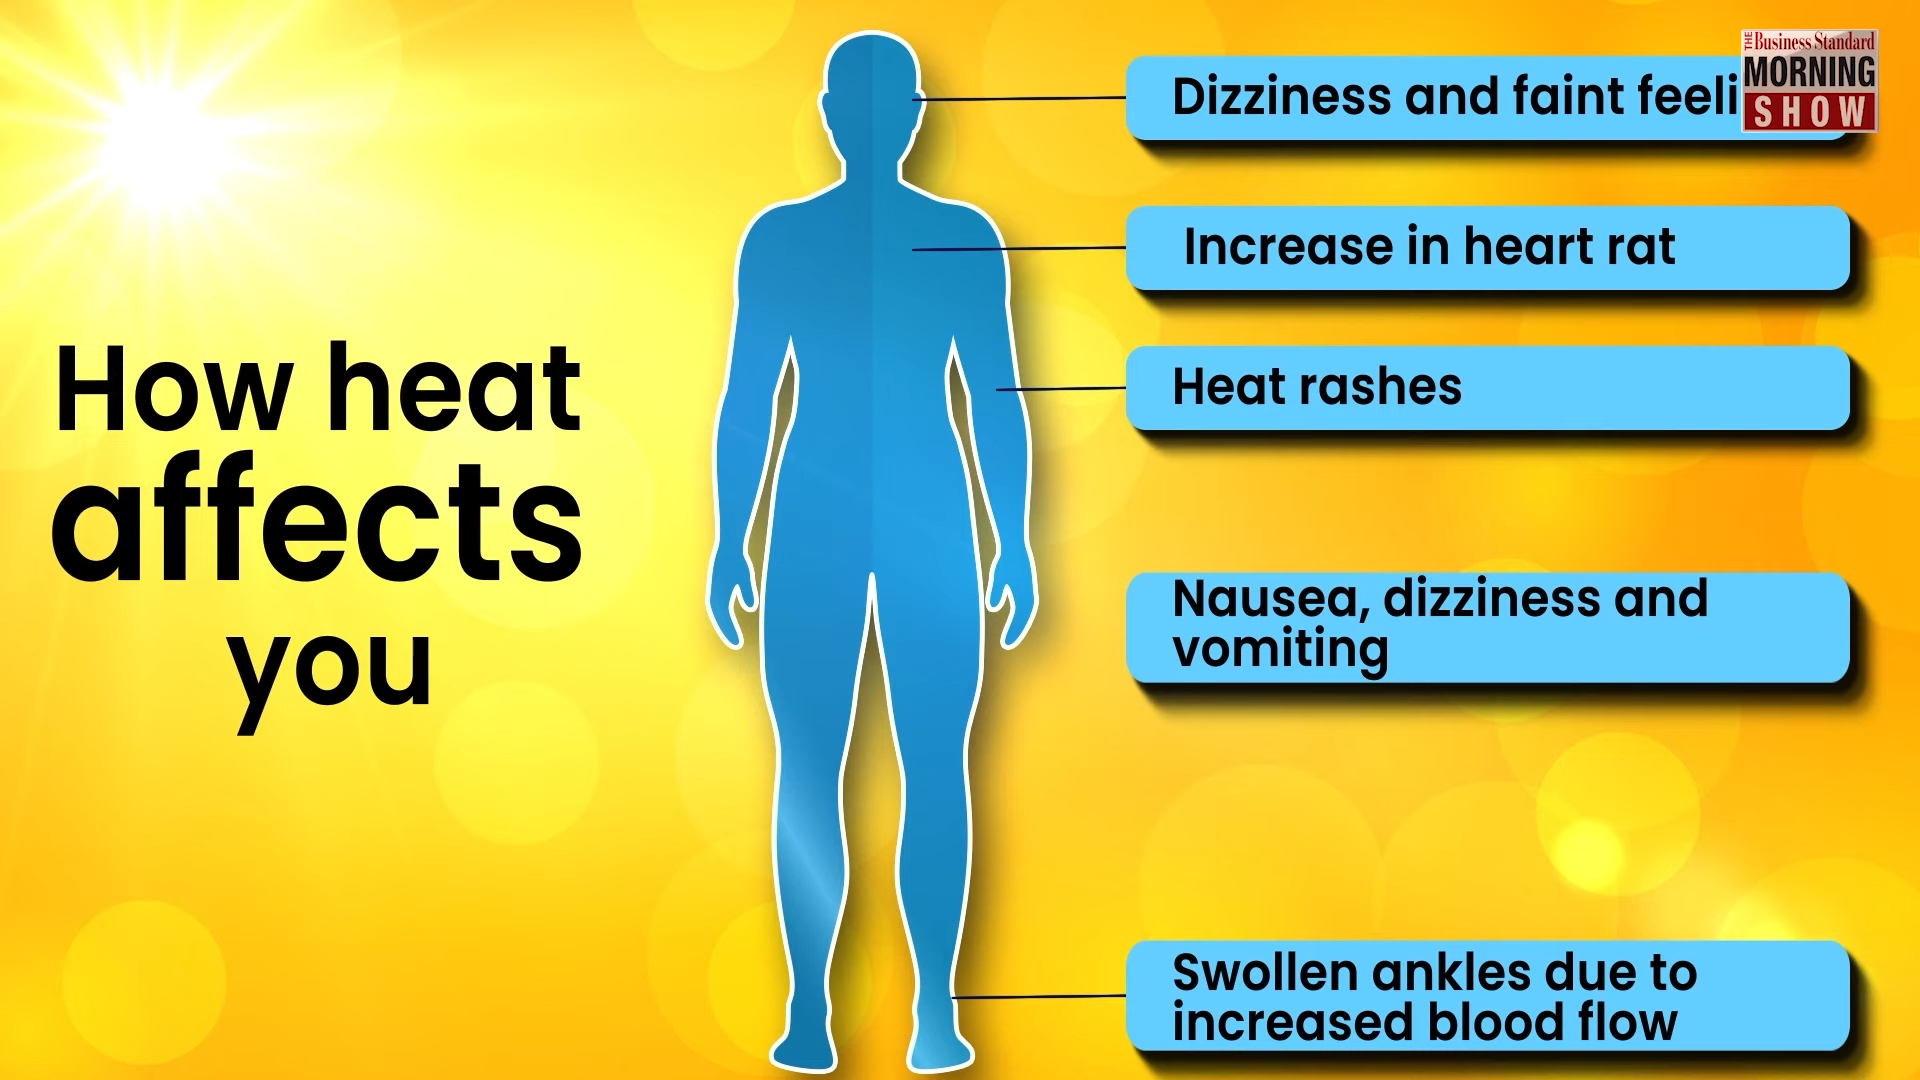 How heat
affects
you
Dizziness and faint feeli
Increase in heart rat
Heat rashes
Nausea, dizziness and
vomiting
Swollen ankles due to
increased blood flow
THE Business Standard
MORNING
SHOW